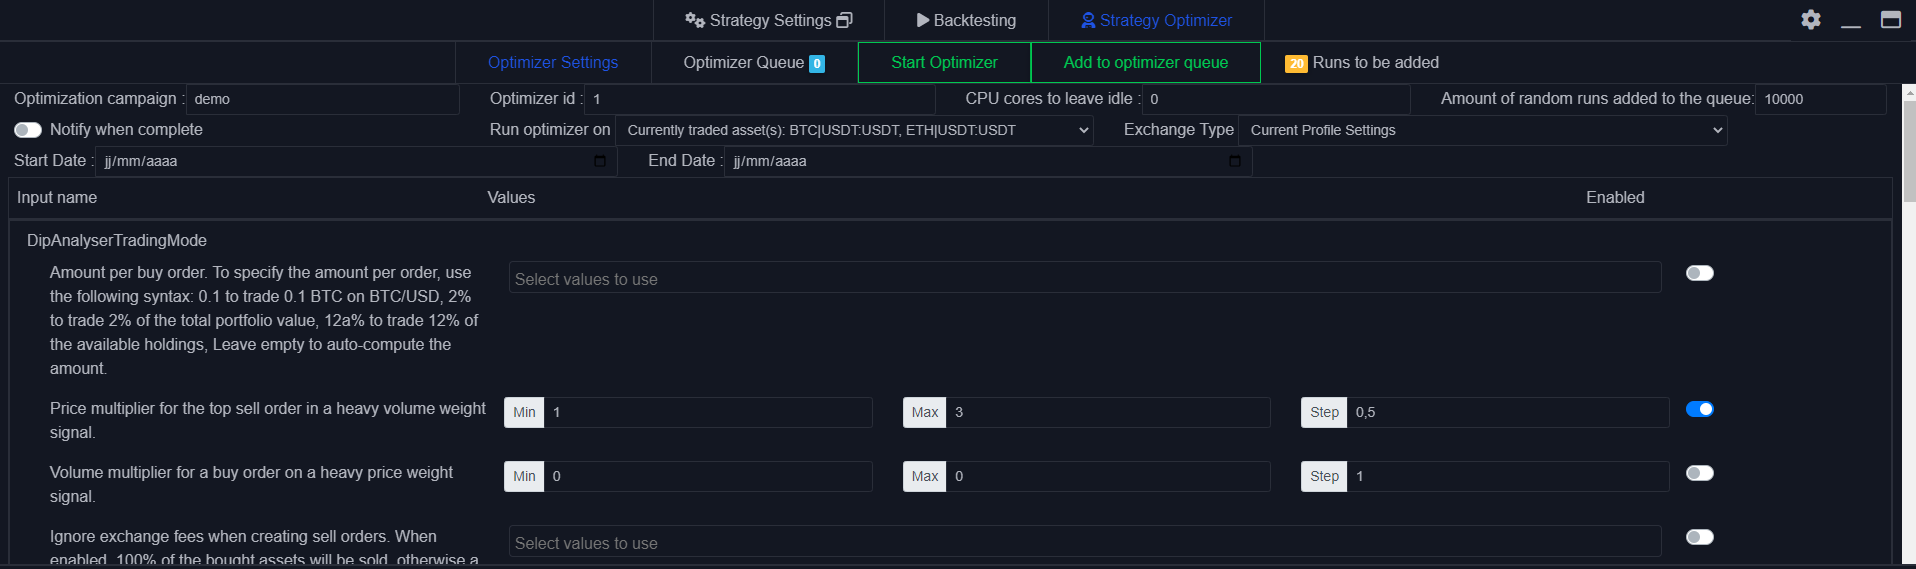 Strategy Settings Backtesting Strategy Optimizer
Optimizer Settings Optimizer Queue 0 Start Optimizer Add to optimizer queue 20 Runs to be added
Optimization campaign : demo Optimizer id : 1 CPU cores to leave idle : 0 Amount of random runs added to the queue: 10000
Notify when complete Run optimizer on Currently traded asset(s): BTC|USDT:USDT, ETH|USDT:USDT Exchange Type Current Profile Settings
Start Date : jj/mm/aaaa End Date : jj/mm/aaaa
Input name Values Enabled
DipAnalyserTradingMode
Amount per buy order. To specify the amount per order, use
the following syntax: 0.1 to trade 0.1 BTC on BTC/USD, 2%
to trade 2% of the total portfolio value, 12a% to trade 12% of
the available holdings, Leave empty to auto-compute the
amount.
Select values to use
Price multiplier for the top sell order in a heavy volume weight
signal.
Min 1 Max 3 Step 0,5
Volume multiplier for a buy order on a heavy price weight
signal.
Min 0 Max 0 Step 1
Ignore exchange fees when creating sell orders. When
enabled, 100% of the bought assets will be sold, otherwise a
Select values to use